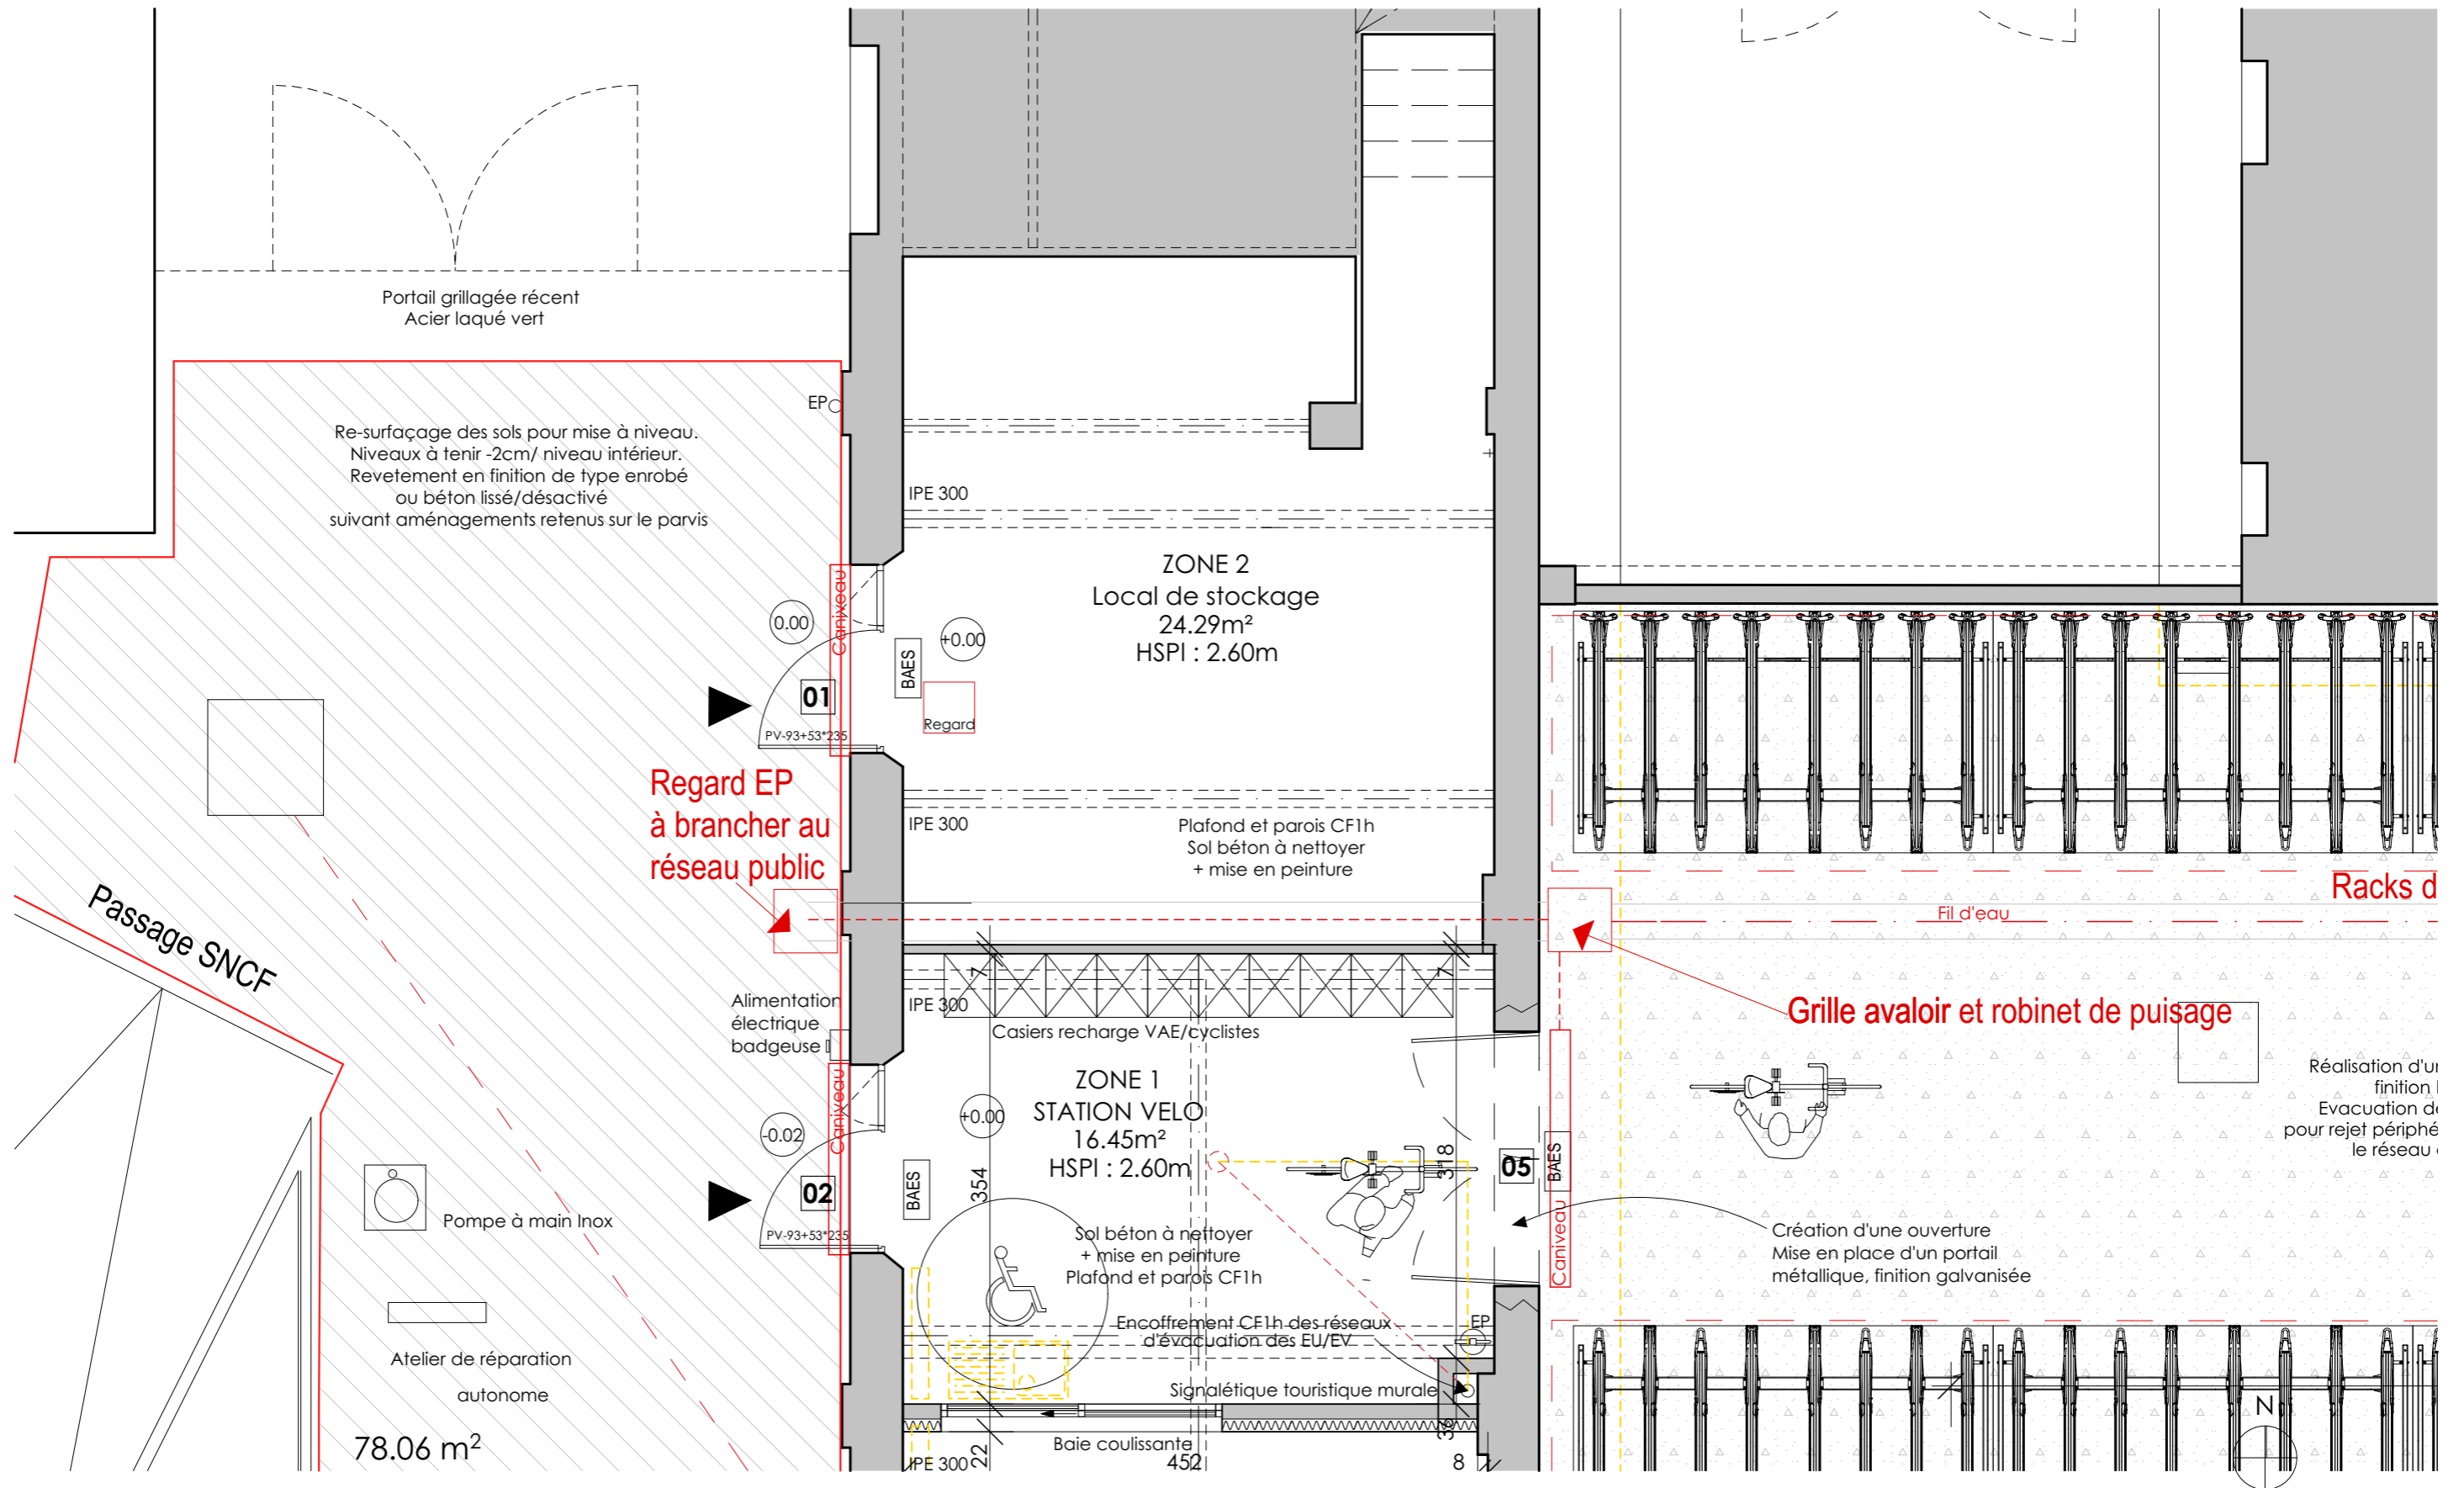 Portail grillagée récent
Acier laqué vert
EP
Re-surfaçage des sols pour mise à niveau.
Niveaux à tenir -2cm/ niveau intérieur.
Revetement en finition de type enrobé
ou béton lissé/désactivé
suivant aménagements retenus sur le parvis
IPE 300
ZONE 2
Local de stockage
24.29m²
HSPI : 2.60m
Caniveau
0.00
+0.00
BAES
01
Regard
PV-93+53*235
Regard EP
à brancher au
réseau public
IPE 300
Plafond et parois CF1h
Sol béton à nettoyer
+ mise en peinture
Racks d
Fil d'eau
Passage SNCF
7
7
Alimentation
électrique
badgeuse
IPE 300
Casiers recharge VAE/cyclistes
Grille avaloir et robinet de puisage
ZONE 1
STATION VELO
16.45m²
HSPI : 2.60m
Caniveau
-0.02
+0.00
Réalisation d'un
finition l
Evacuation de
pour rejet périphé
le réseau
318
354
05
BAES
BAES
02
Pompe à main Inox
PV-93+53*235
Sol béton à nettoyer
+ mise en peinture
Plafond et parois CF1h
Caniveau
Création d'une ouverture
Mise en place d'un portail
métallique, finition galvanisée
Encoffrement CF1h des réseaux
d'évacuation des EU/EV
EP
Atelier de réparation
autonome
Signalétique touristique murale
N
78.06 m²
Baie coulissante
36
IPE 300
22
452
8